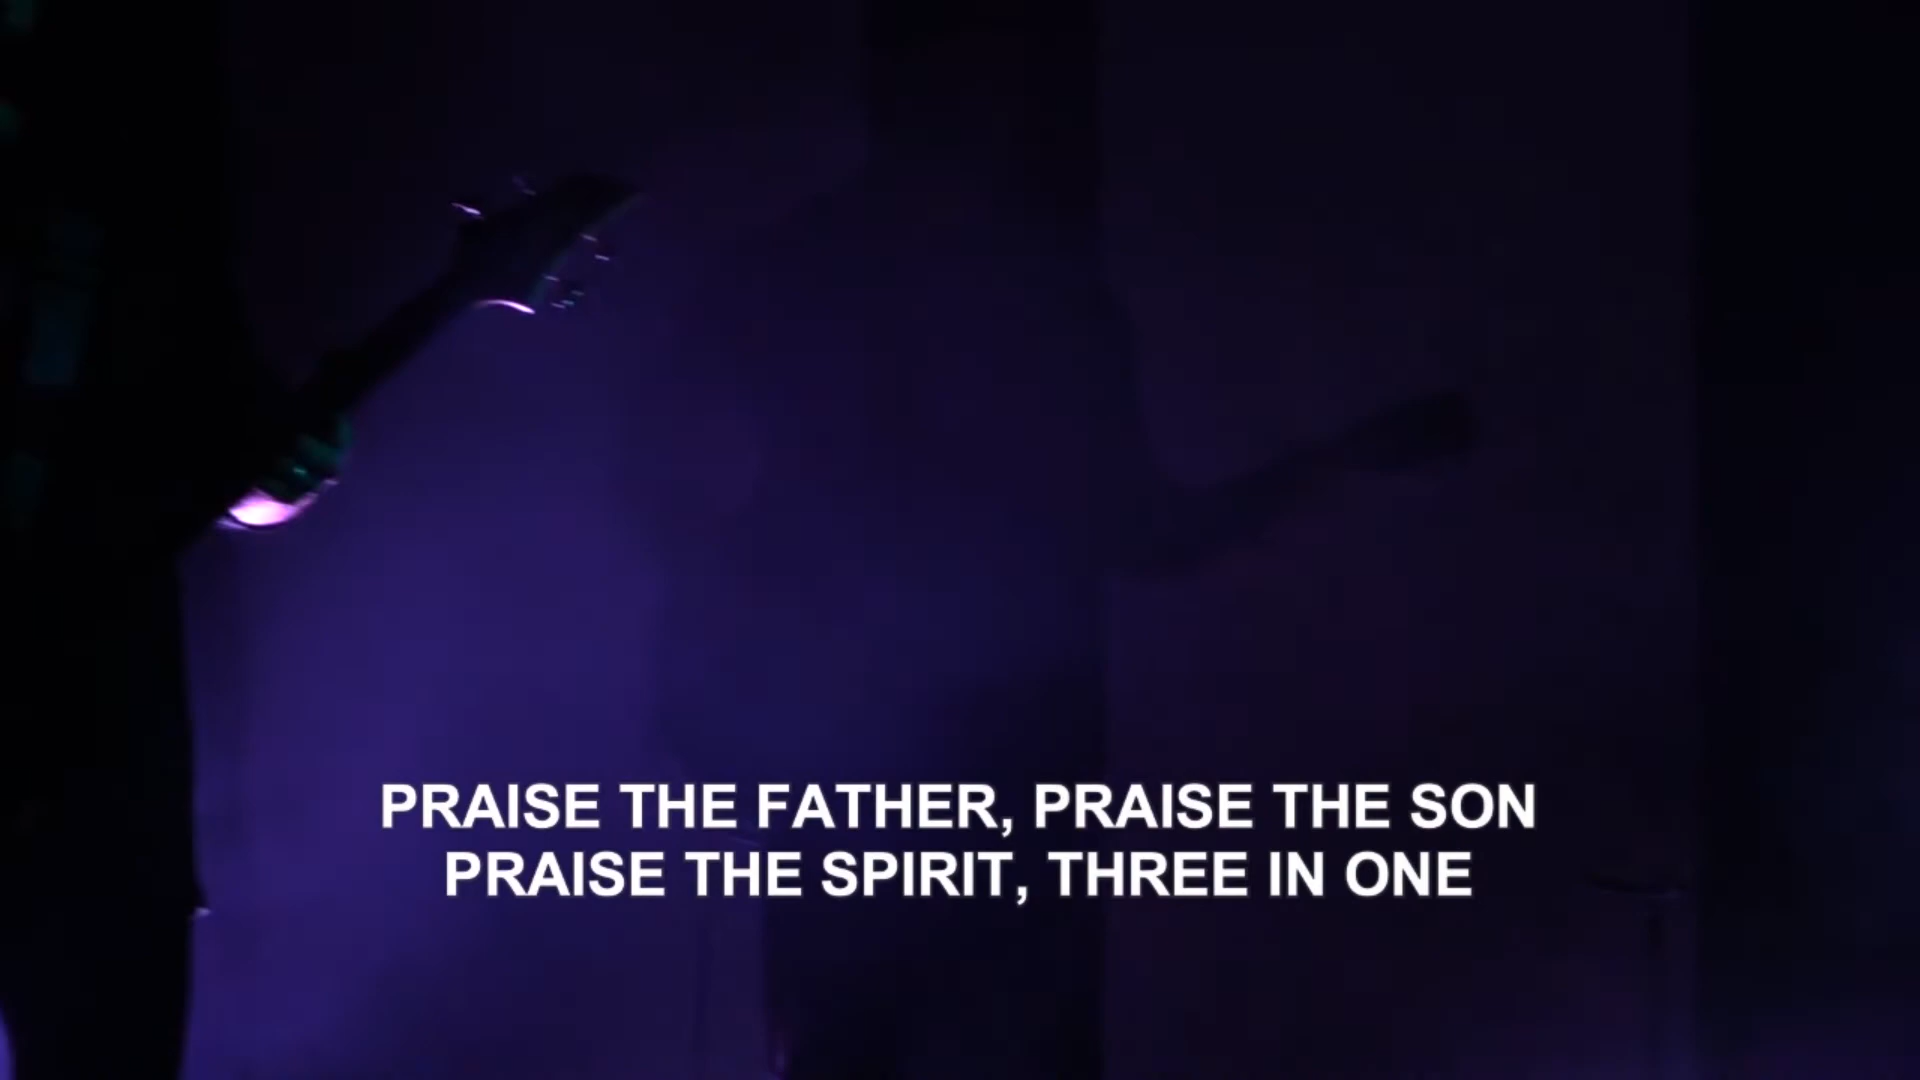 PRAISE THE FATHER, PRAISE THE SON
PRAISE THE SPIRIT, THREE IN ONE